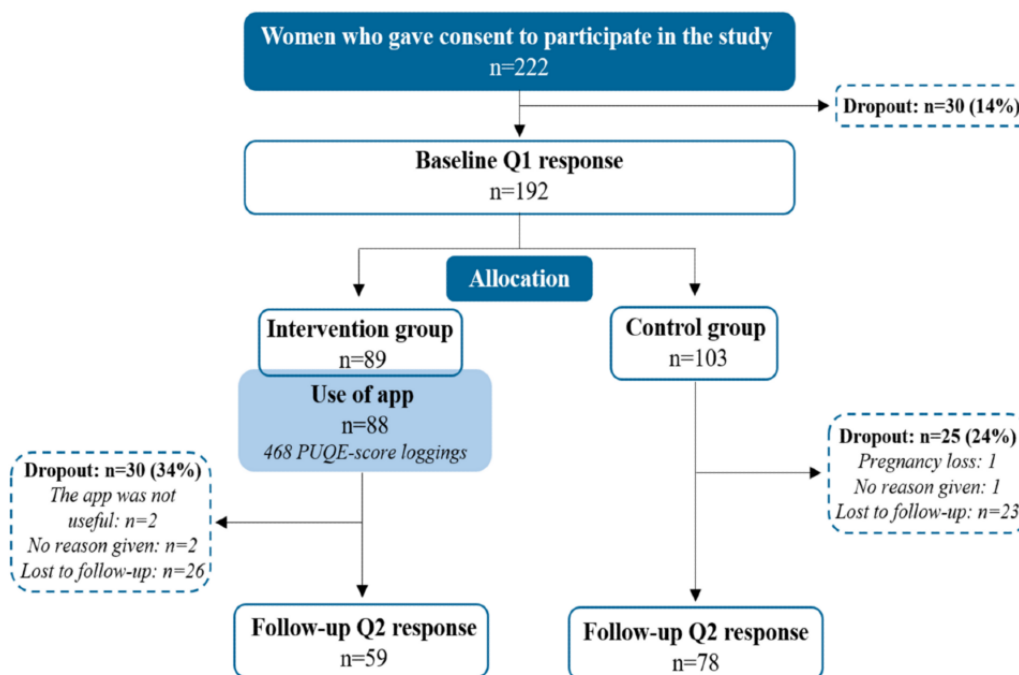 Women who gave consent to participate in the study
n=222
Dropout: n=30 (14%)
Baseline Q1 response
n=192
Allocation
Intervention group
n=89
Control group
n=103
Use of app
n=88
468 PUQE-score loggings
Dropout: n=30 (34%)
The app was not
useful: n=2
No reason given: n=2
Lost to follow-up: n=26
Dropout: n=25 (24%)
Pregnancy loss: 1
No reason given: 1
Lost to follow-up: n=23
Follow-up Q2 response
n=59
Follow-up Q2 response
n=78